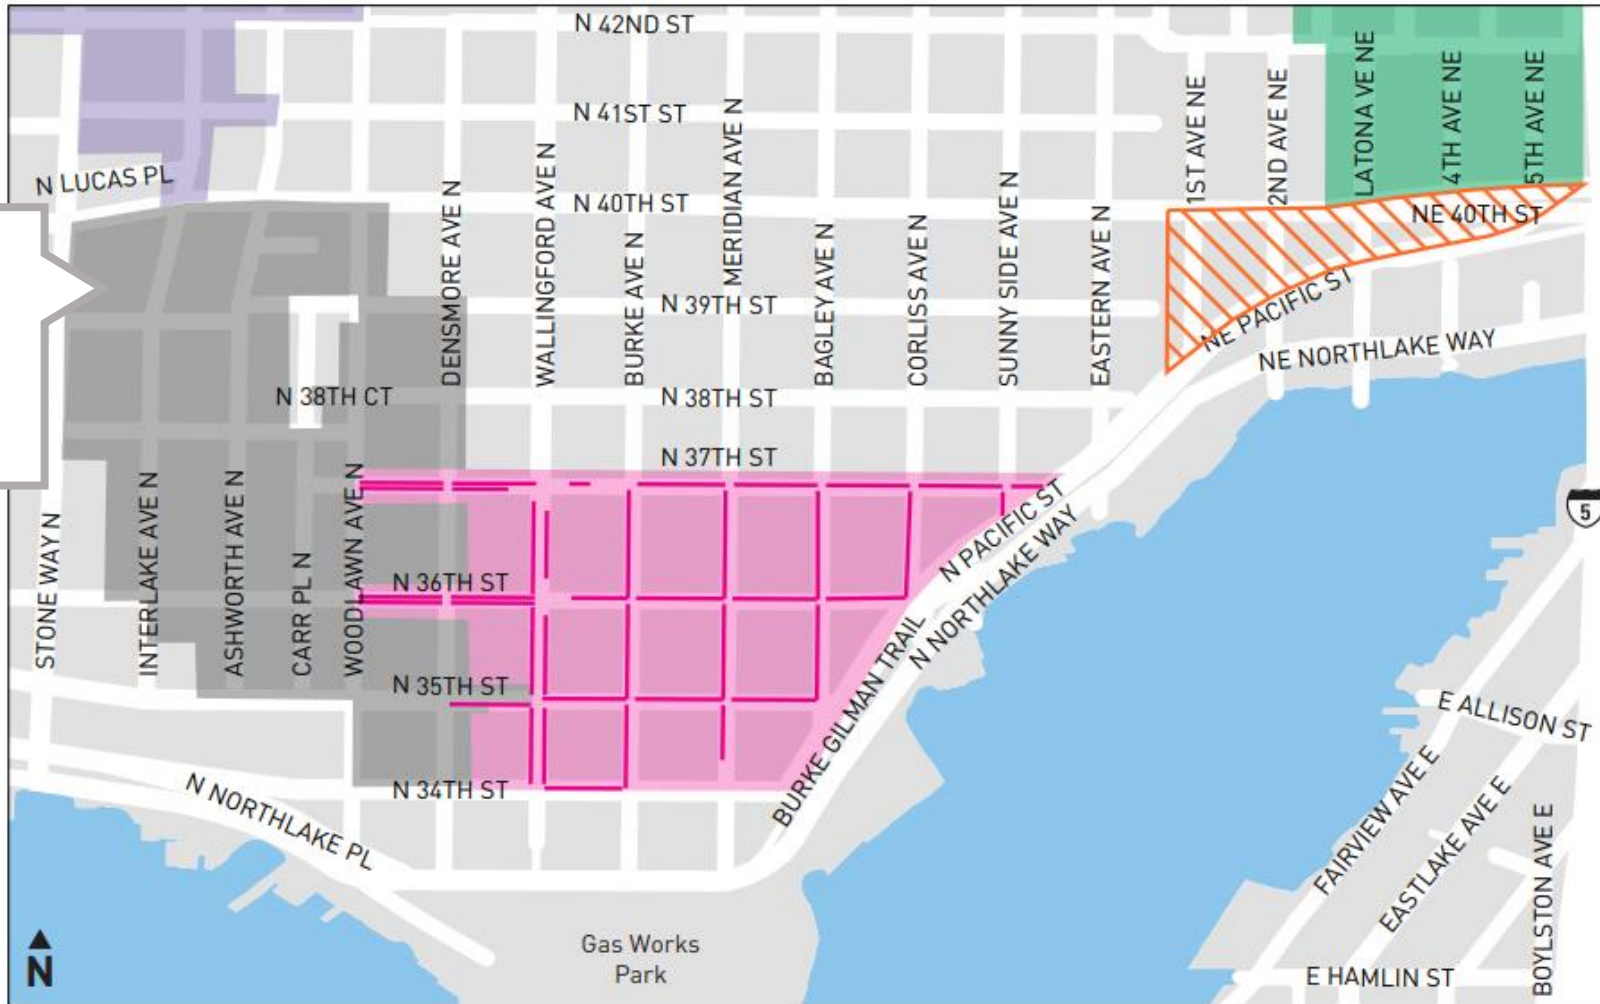 N 42ND ST
N 41ST ST
N LUCAS PL
N 40TH ST
NE 40TH ST
1ST AVE NE
2ND AVE NE
LATONA AVE NE
4TH AVE NE
5TH AVE NE
DENSMORE AVE N
WALLINGFORD AVE N
BURKE AVE N
MERIDIAN AVE N
BAGLEY AVE N
CORLISS AVE N
SUNNY SIDE AVE N
EASTERN AVE N
N 39TH ST
NE PACIFIC ST
NE NORTHLAKE WAY
N 38TH CT
N 38TH ST
N 37TH ST
STONE WAY N
INTERLAKE AVE N
ASHWORTH AVE N
CARR PL N
WOODLAWN AVE N
N 36TH ST
N PACIFIC ST
N NORTHLAKE WAY
5
N 35TH ST
BURKE GILMAN TRAIL
E ALLISON ST
N 34TH ST
N NORTHLAKE PL
FAIRVIEW AVE E
EASTLAKE AVE E
BOYLSTON AVE E
Gas Works
Park
N
E HAMLIN ST